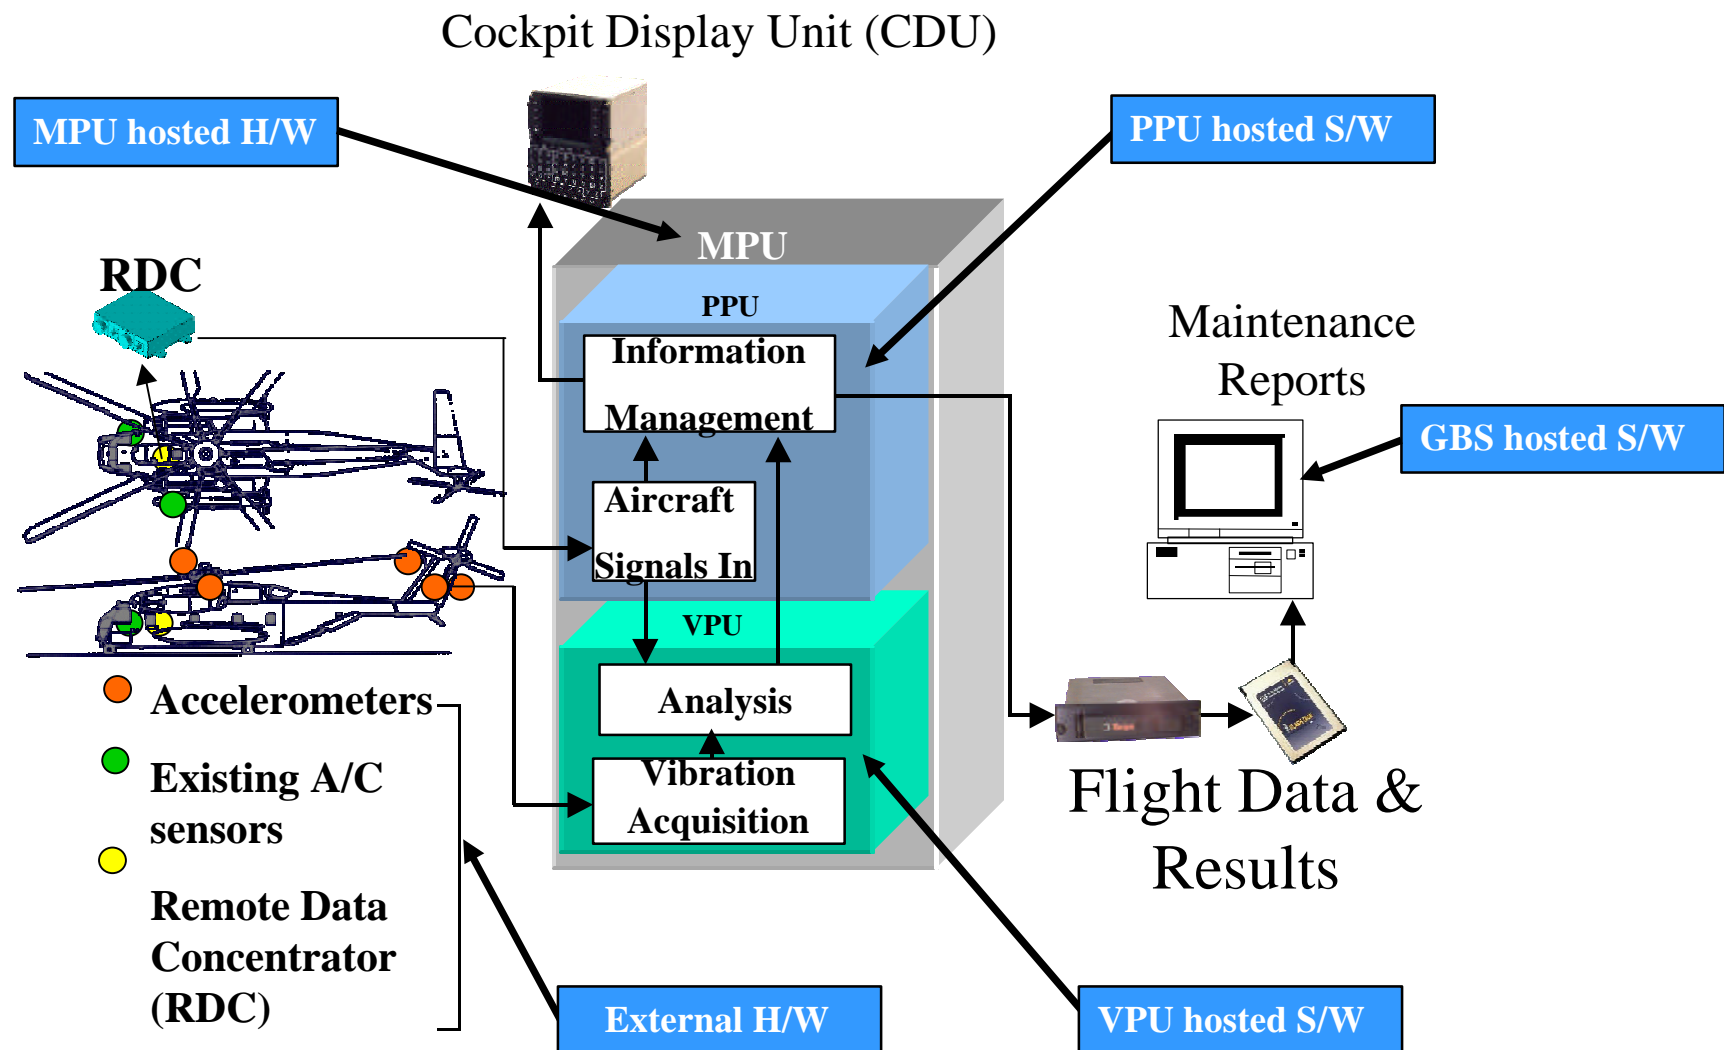 Cockpit Display Unit (CDU)
MPU hosted H/W
PPU hosted S/W
MPU
RDC
PPU
Information
Management
Maintenance
Reports
GBS hosted S/W
Aircraft
Signals In
VPU
Analysis
Vibration
Acquisition
Accelerometers
Existing A/C
sensors
Remote Data
Concentrator
(RDC)
Flight Data &
Results
External H/W
VPU hosted S/W